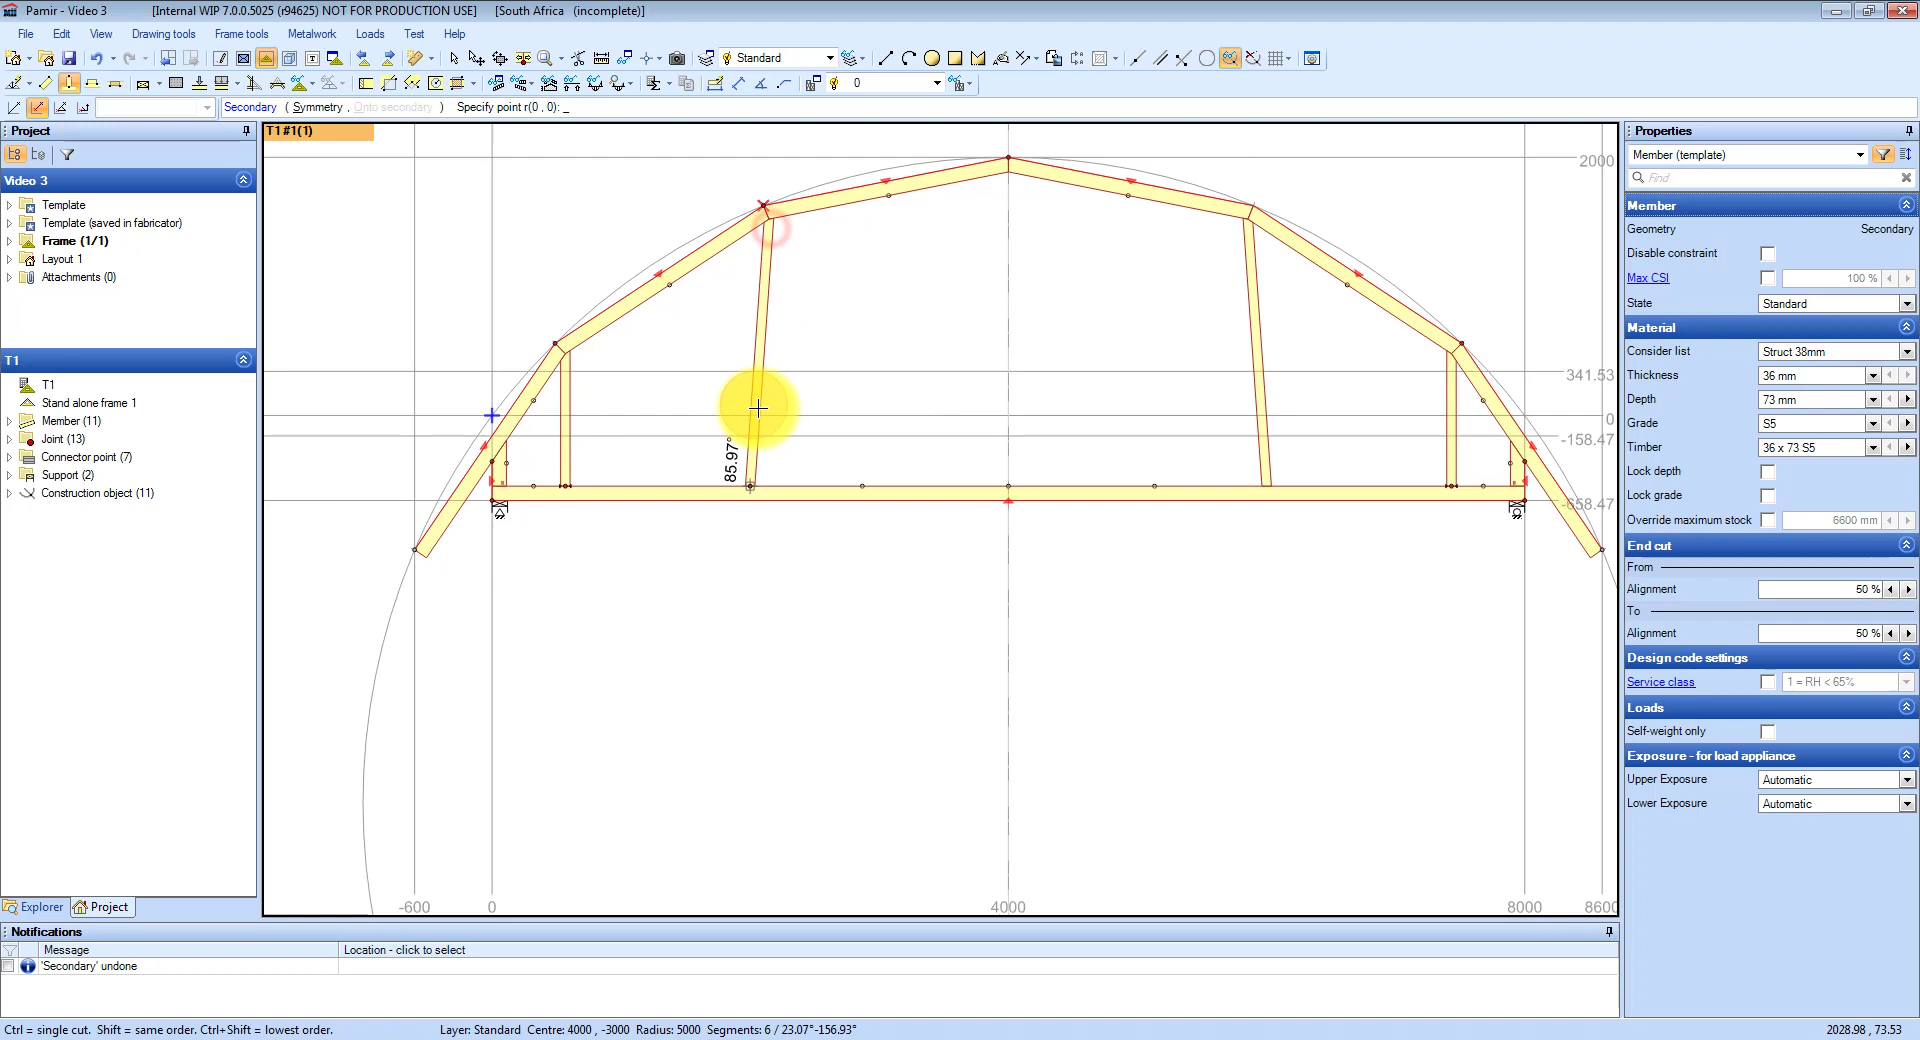 Pamir - Video 3 [Internal WIP 7.0.0.5025 (r94625) NOT FOR PRODUCTION USE] [South Africa (incomplete)]
File Edit View Drawing tools Frame tools Metalwork Loads Test Help
Standard
0
Secondary ( Symmetry , Onto secondary ) Specify point r(0 , 0): _
Project
Video 3
Template
Template (saved in fabricator)
Frame (1/1)
Layout 1
Attachments (0)
T1
T1
Stand alone frame 1
Member (11)
Joint (13)
Connector point (7)
Support (2)
Construction object (11)
Explorer Project
T1 #1(1)
2000
341.53
0
-158.47
-658.47
85.97°
-600 0 4000 8000 8600
Properties
Member (template)
Find
Member
Geometry Secondary
Disable constraint
Max CSI 100 %
State Standard
Material
Consider list Struct 38mm
Thickness 36 mm
Depth 73 mm
Grade S5
Timber 36 x 73 S5
Lock depth
Lock grade
Override maximum stock 6600 mm
End cut
From
Alignment 50 %
To
Alignment 50 %
Design code settings
Service class 1 = RH < 65%
Loads
Self-weight only
Exposure - for load appliance
Upper Exposure Automatic
Lower Exposure Automatic
Notifications
Message Location - click to select
'Secondary' undone
Ctrl = single cut. Shift = same order. Ctrl+Shift = lowest order. Layer: Standard Centre: 4000 , -3000 Radius: 5000 Segments: 6 / 23.07°-156.93° 2028.98 , 73.53